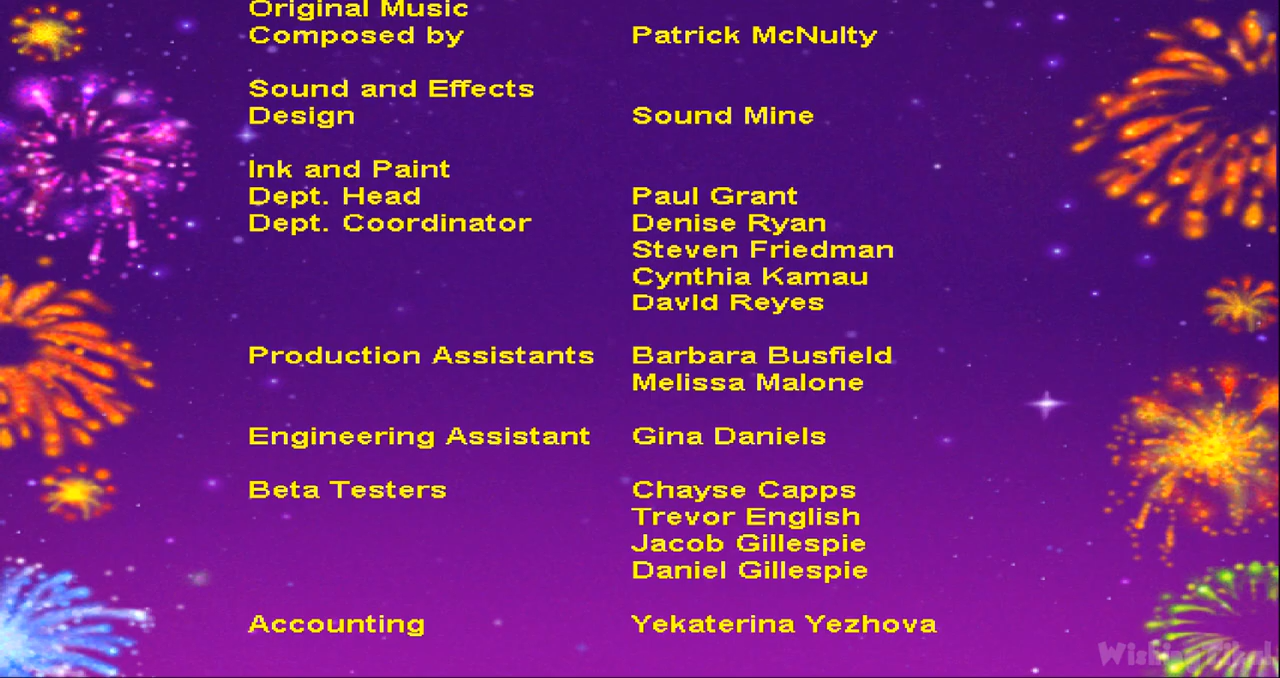 Original Music
Composed by Patrick McNulty
Sound and Effects
Design Sound Mine
Ink and Paint
Dept. Head Paul Grant
Dept. Coordinator Denise Ryan
Steven Friedman
Cynthia Kamau
David Reyes
Production Assistants Barbara Busfield
Melissa Malone
Engineering Assistant Gina Daniels
Beta Testers Chayse Capps
Trevor English
Jacob Gillespie
Daniel Gillespie
Accounting Yekaterina Yezhova